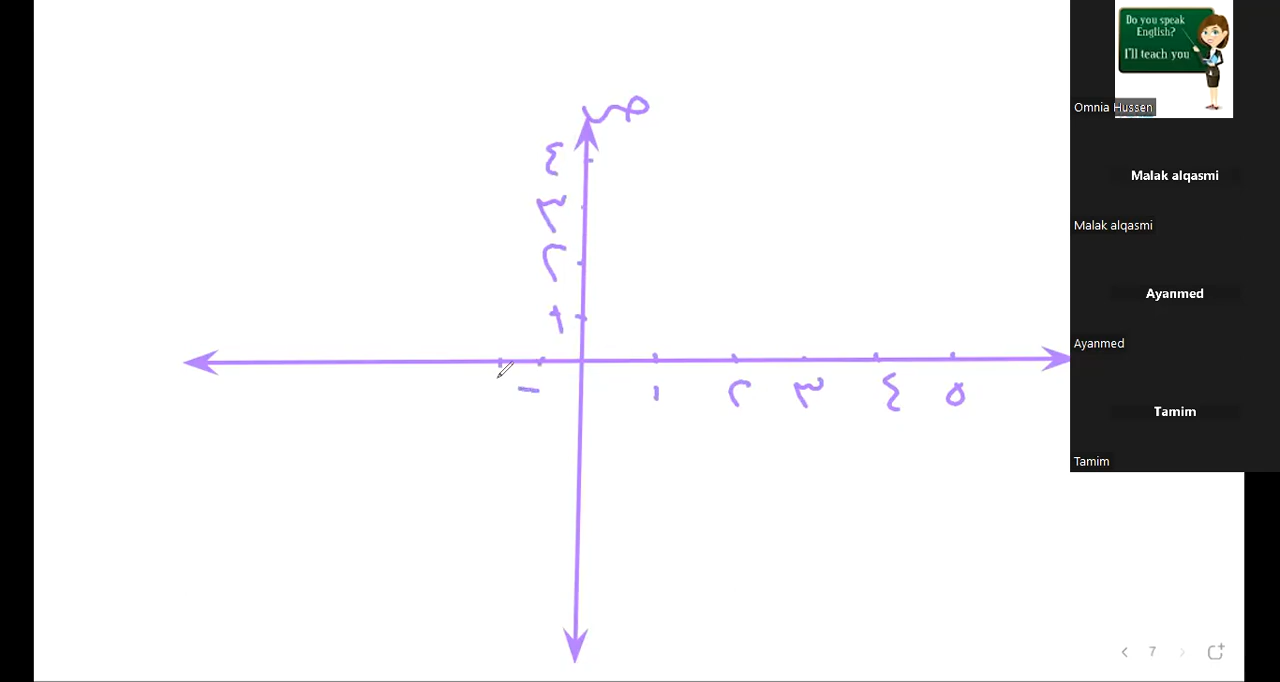 Do you speak
English?
I'll teach you
Omnia Hussen
Malak alqasmi
Malak alqasmi
Ayanmed
Ayanmed
Tamim
Tamim
ص
٤
٣
٢
١
- ١ ٢ ٣ ٤ ٥
7